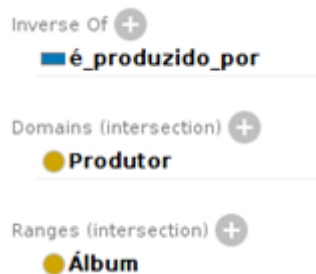 Inverse Of
é_produzido_por
Domains (intersection)
Produtor
Ranges (intersection)
Álbum